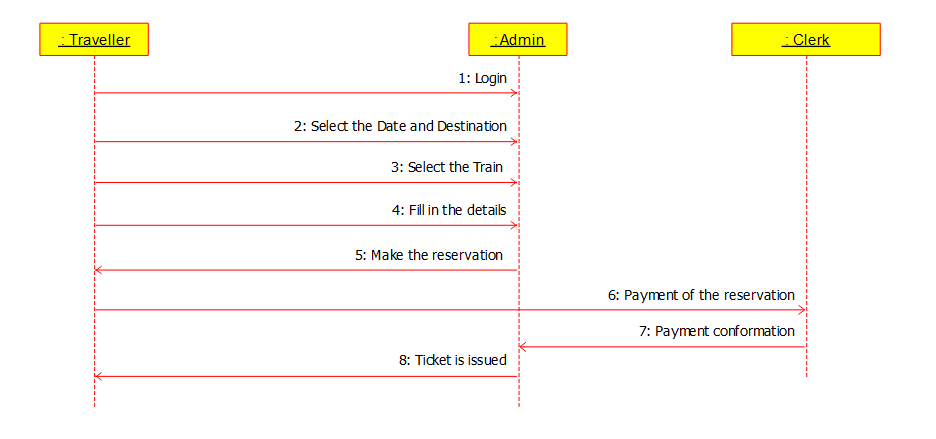 : Traveller
:Admin
: Clerk
1: Login
2: Select the Date and Destination
3: Select the Train
4: Fill in the details
5: Make the reservation
6: Payment of the reservation
7: Payment conformation
8: Ticket is issued